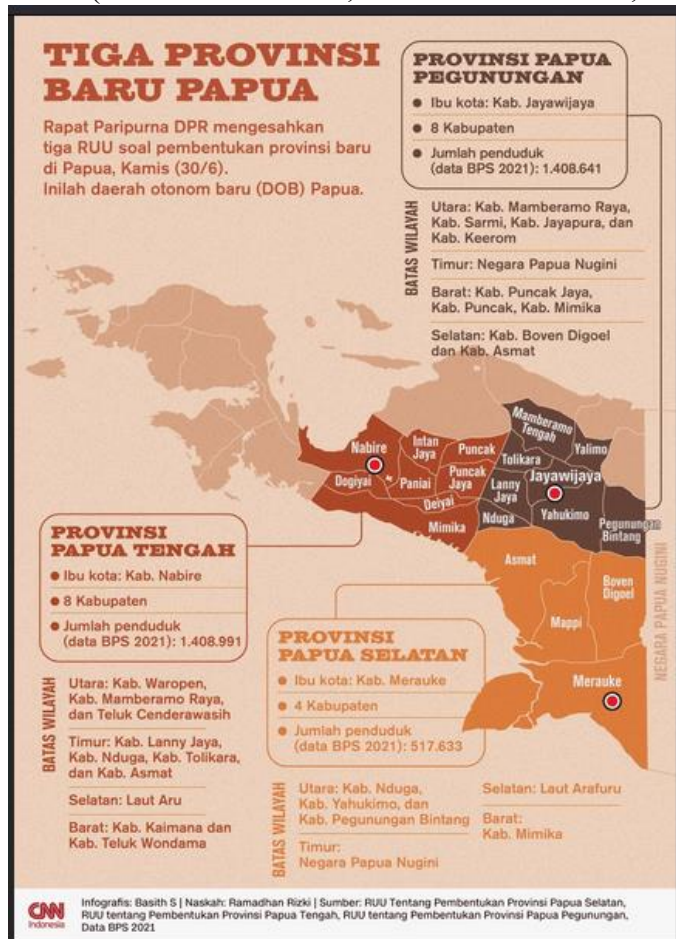 TIGA PROVINSI
BARU PAPUA
Rapat Paripurna DPR mengesahkan
tiga RUU soal pembentukan provinsi baru
di Papua, Kamis (30/6).
Inilah daerah otonom baru (DOB) Papua.
PROVINSI PAPUA
PEGUNUNGAN
Ibu kota: Kab. Jayawijaya
8 Kabupaten
Jumlah penduduk
(data BPS 2021): 1.408.641
BATAS WILAYAH
Utara: Kab. Mamberamo Raya,
Kab. Sarmi, Kab. Jayapura, dan
Kab. Keerom
Timur: Negara Papua Nugini
Barat: Kab. Puncak Jaya,
Kab. Puncak, Kab. Mimika
Selatan: Kab. Boven Digoel
dan Kab. Asmat
Mamberamo
Tengah
Nabire
Intan
Jaya
Puncak
Tolikara
Yalimo
Dogiyai
Paniai
Puncak
Jaya
Lanny
Jaya
Jayawijaya
Deiyai
Mimika
Nduga
Yahukimo
Pegunungan
Bintang
Asmat
Boven
Digoel
Mappi
Merauke
NEGARA PAPUA NUGINI
PROVINSI
PAPUA TENGAH
Ibu kota: Kab. Nabire
8 Kabupaten
Jumlah penduduk
(data BPS 2021): 1.408.991
BATAS WILAYAH
Utara: Kab. Waropen,
Kab. Mamberamo Raya,
dan Teluk Cenderawasih
Timur: Kab. Lanny Jaya,
Kab. Nduga, Kab. Tolikara,
dan Kab. Asmat
Selatan: Laut Aru
Barat: Kab. Kaimana dan
Kab. Teluk Wondama
PROVINSI
PAPUA SELATAN
Ibu kota: Kab. Merauke
4 Kabupaten
Jumlah penduduk
(data BPS 2021): 517.633
BATAS WILAYAH
Utara: Kab. Nduga,
Kab. Yahukimo, dan
Kab. Pegunungan Bintang
Timur:
Negara Papua Nugini
Selatan: Laut Arafuru
Barat:
Kab. Mimika
CNN
Indonesia
Infografis: Basith S | Naskah: Ramadhan Rizki | Sumber: RUU Tentang Pembentukan Provinsi Papua Selatan,
RUU tentang Pembentukan Provinsi Papua Tengah, RUU tentang Pembentukan Provinsi Papua Pegunungan,
Data BPS 2021